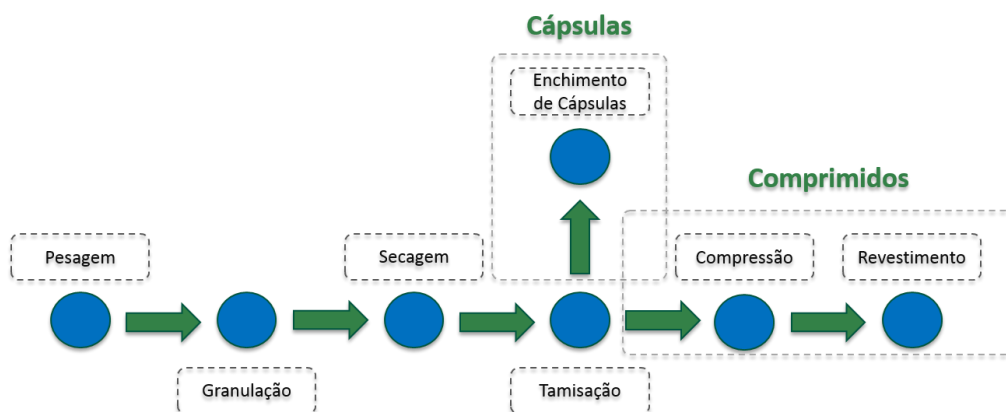 Cápsulas
Enchimento
de Cápsulas
Comprimidos
Pesagem
Secagem
Compressão
Revestimento
Granulação
Tamisação